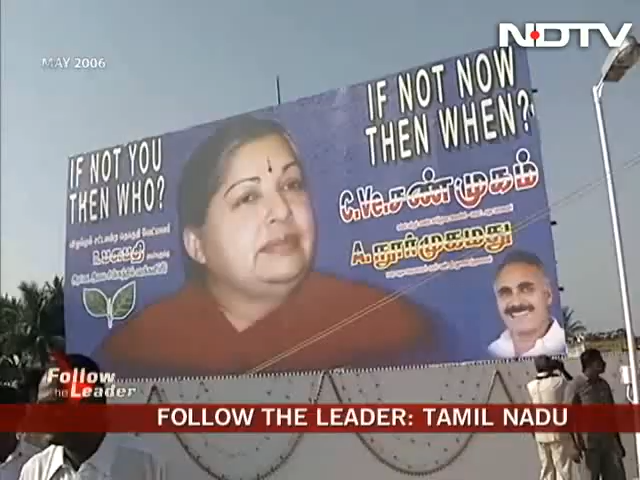 NDTV
MAY 2006
IF NOT YOU
THEN WHO?
IF NOT NOW
THEN WHEN?
C.Ve.சண்முகம்
A. நூர்முகமது
Follow
THE Leader
FOLLOW THE LEADER: TAMIL NADU